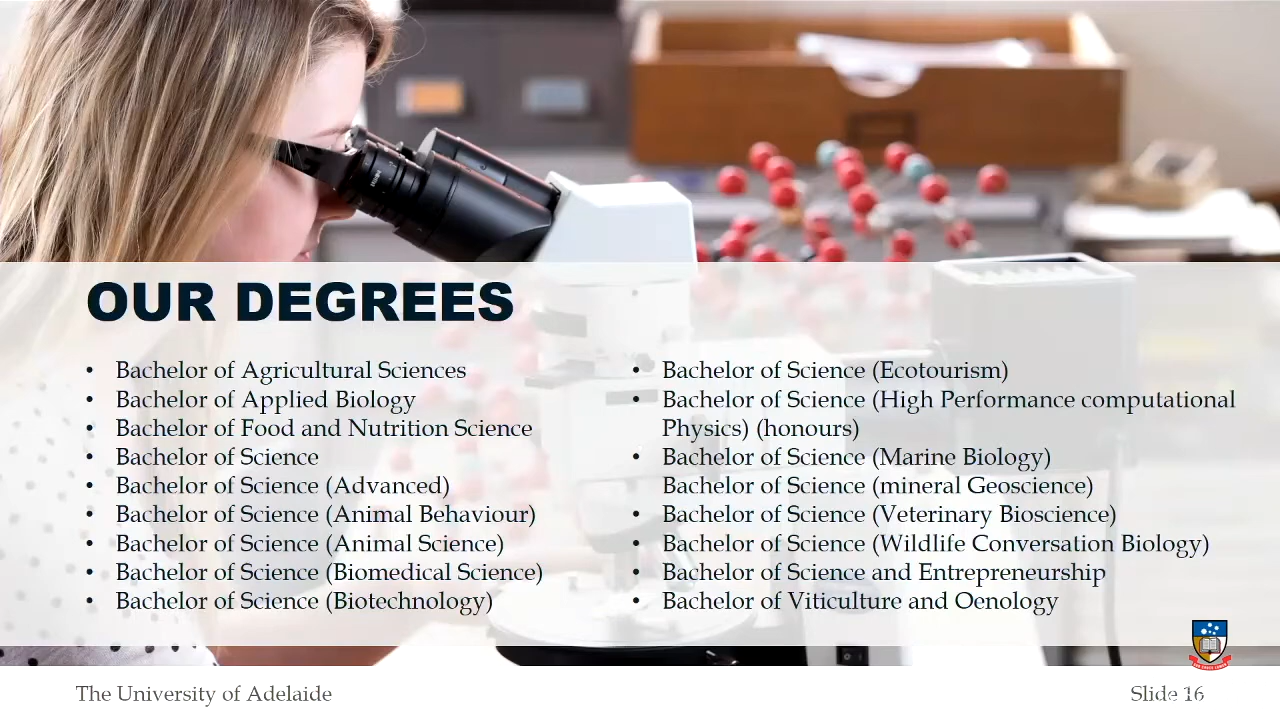 OUR DEGREES
• Bachelor of Agricultural Sciences
• Bachelor of Applied Biology
• Bachelor of Food and Nutrition Science
• Bachelor of Science
• Bachelor of Science (Advanced)
• Bachelor of Science (Animal Behaviour)
• Bachelor of Science (Animal Science)
• Bachelor of Science (Biomedical Science)
• Bachelor of Science (Biotechnology)
• Bachelor of Science (Ecotourism)
• Bachelor of Science (High Performance computational
Physics) (honours)
• Bachelor of Science (Marine Biology)
Bachelor of Science (mineral Geoscience)
• Bachelor of Science (Veterinary Bioscience)
• Bachelor of Science (Wildlife Conversation Biology)
• Bachelor of Science and Entrepreneurship
• Bachelor of Viticulture and Oenology
The University of Adelaide
Slide 16